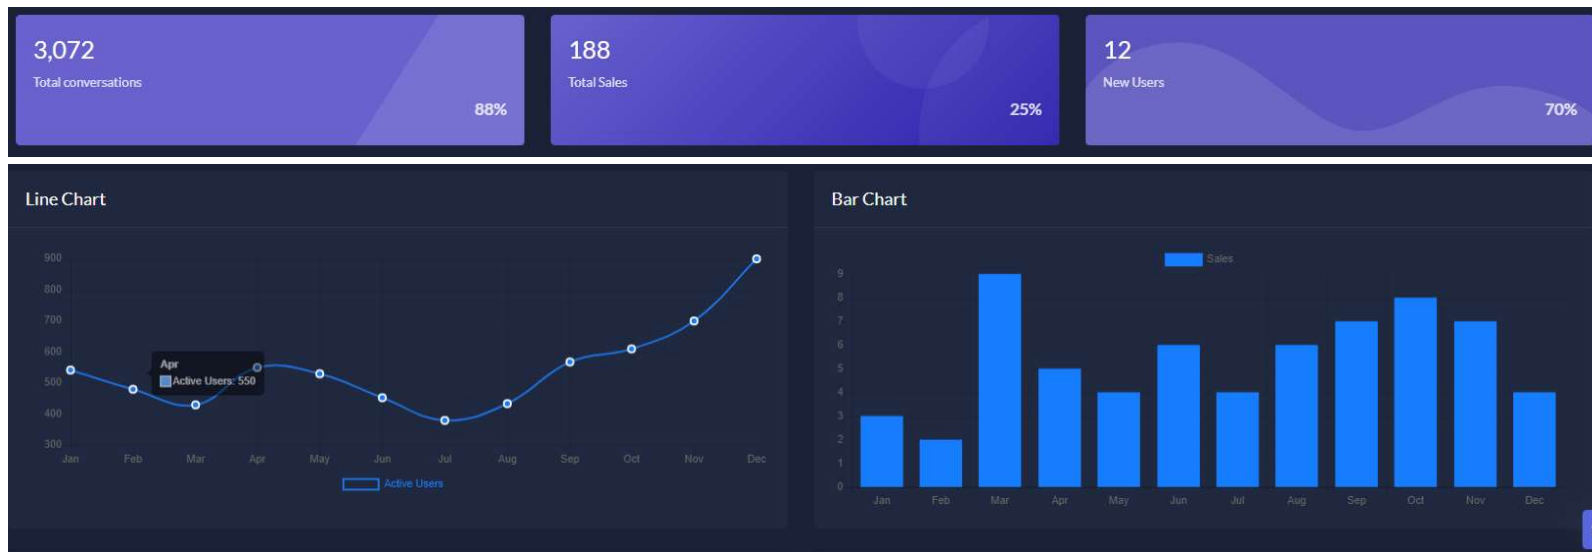 3,072
Total conversations
88%
188
Total Sales
25%
12
New Users
70%
Line Chart
900
800
700
600
500
400
300
Apr
Active Users: 550
Jan Feb Mar Apr May Jun Jul Aug Sep Oct Nov Dec
Active Users
Bar Chart
Sales
9
8
7
6
5
4
3
2
1
0
Jan Feb Mar Apr May Jun Jul Aug Sep Oct Nov Dec